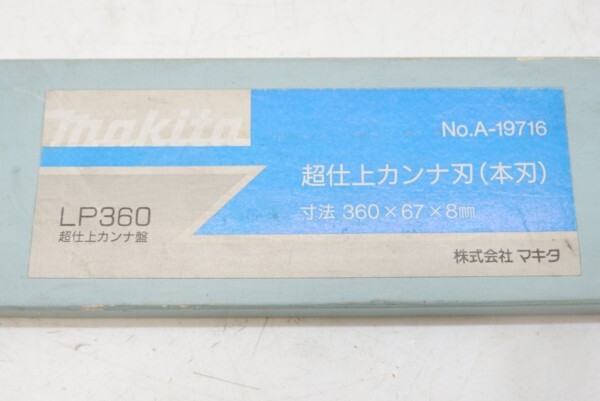 makita
No.A-19716
超仕上カンナ刃（本刃）
寸法 360×67×8㎜
LP360
超仕上カンナ盤
株式会社 マキタ